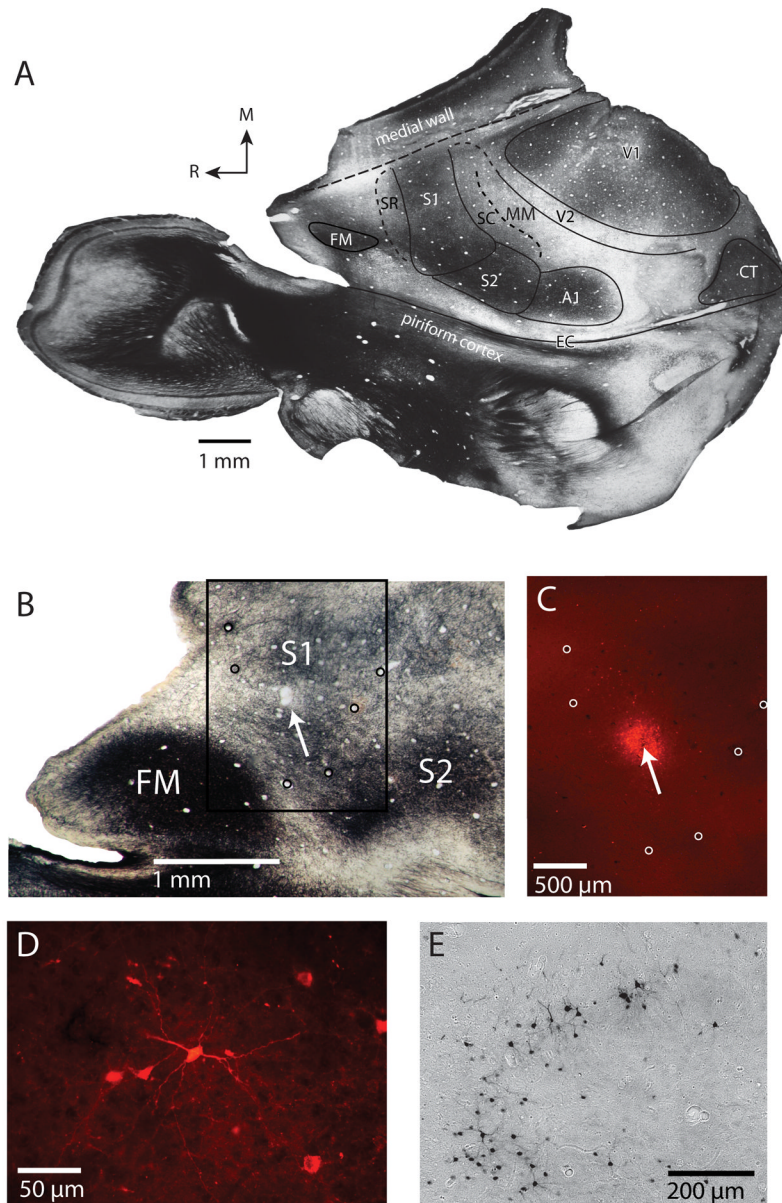 A
M
R
medial wall
V1
SR
S1
SC
MM
V2
FM
S2
A1
CT
EC
piriform cortex
1 mm
B
S1
FM
S2
1 mm
C
500 µm
D
50 µm
E
200 µm